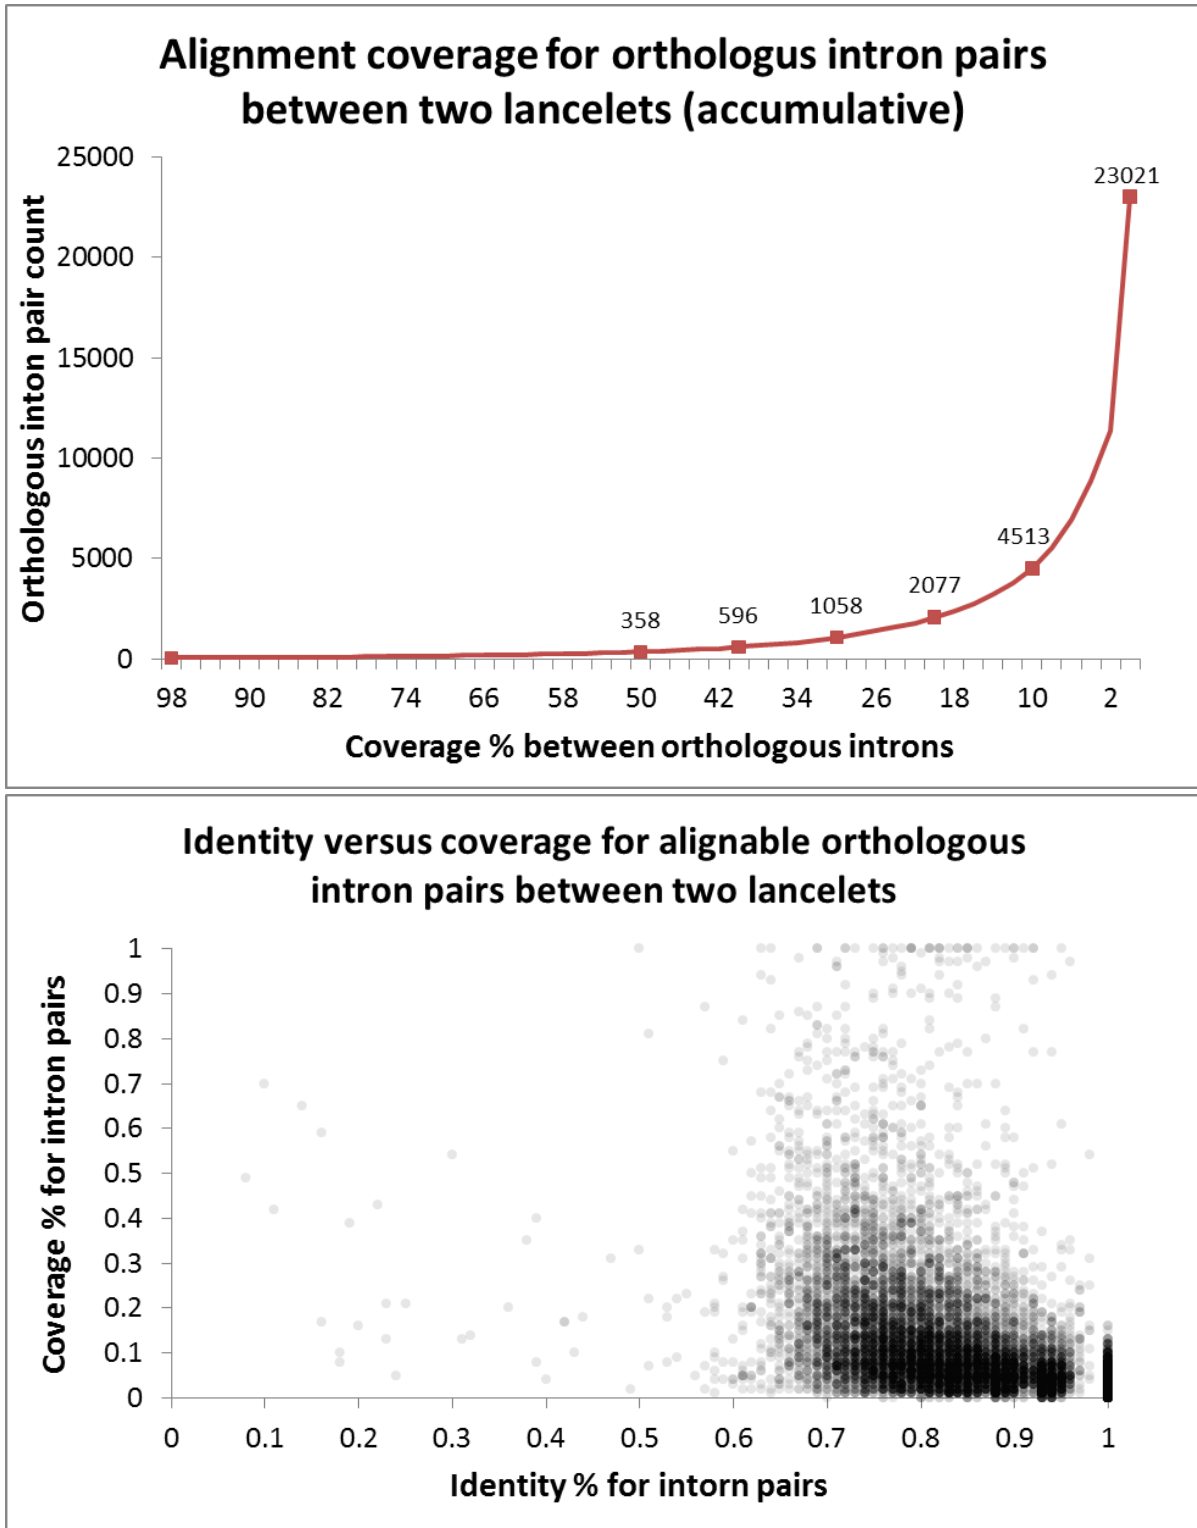 Alignment coverage for orthologus intron pairs
between two lancelets (accumulative)
Orthologous inton pair count
25000
20000
15000
10000
5000
0
23021
4513
2077
1058
596
358
98 90 82 74 66 58 50 42 34 26 18 10 2
Coverage % between orthologous introns
Identity versus coverage for alignable orthologous
intron pairs between two lancelets
Coverage % for intron pairs
1
0.9
0.8
0.7
0.6
0.5
0.4
0.3
0.2
0.1
0
0 0.1 0.2 0.3 0.4 0.5 0.6 0.7 0.8 0.9 1
Identity % for intorn pairs